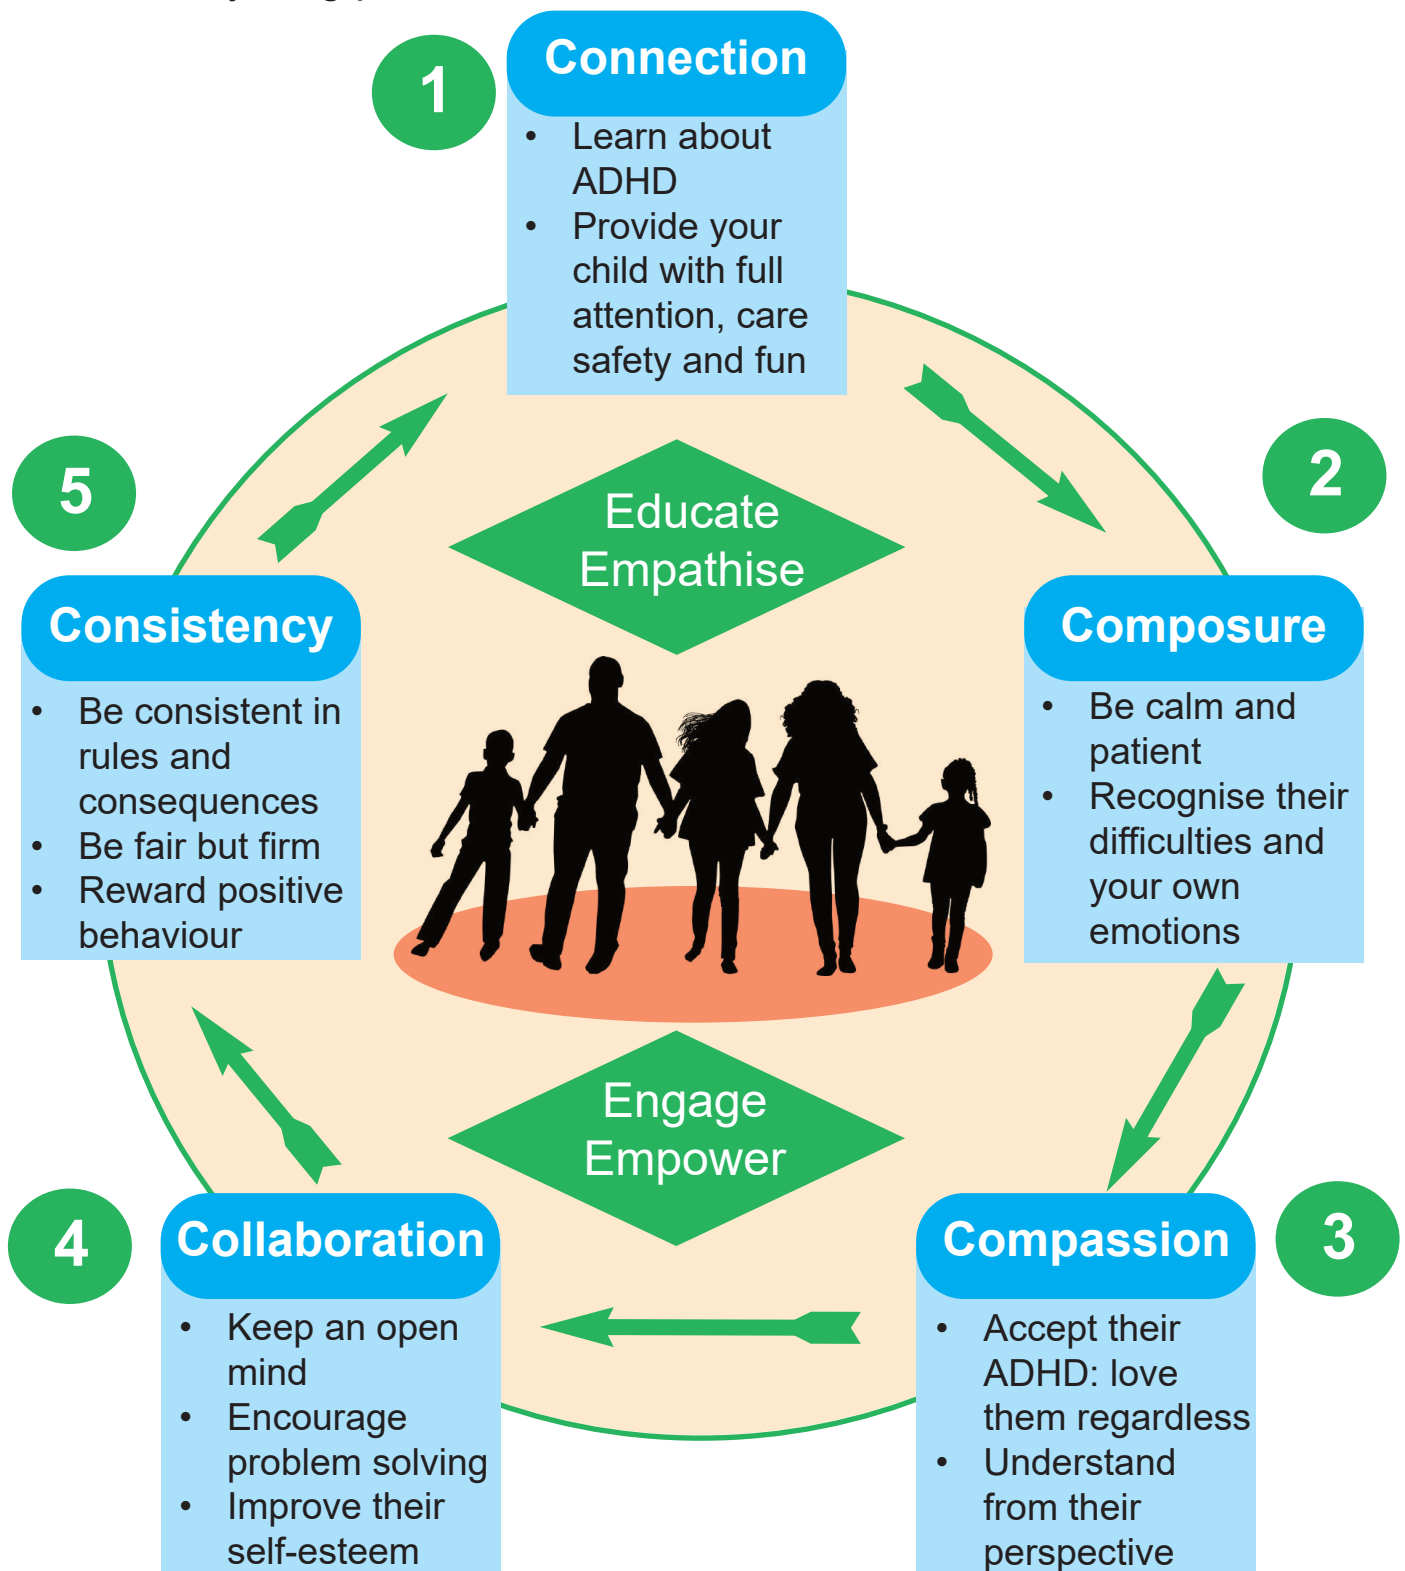 1
Connection
• Learn about
ADHD
• Provide your
child with full
attention, care
safety and fun
2
Composure
• Be calm and
patient
• Recognise their
difficulties and
your own
emotions
3
Compassion
• Accept their
ADHD: love
them regardless
• Understand
from their
perspective
4
Collaboration
• Keep an open
mind
• Encourage
problem solving
• Improve their
self-esteem
5
Consistency
• Be consistent in
rules and
consequences
• Be fair but firm
• Reward positive
behaviour
Educate
Empathise
Engage
Empower